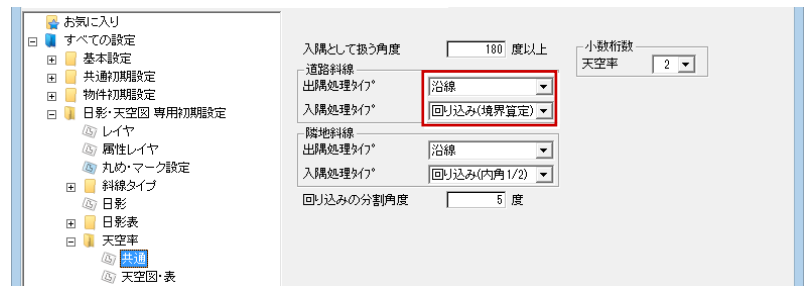 お気に入り
すべての設定
基本設定
共通初期設定
物件初期設定
日影・天空図 専用初期設定
レイヤ
属性レイヤ
丸め・マーク設定
斜線タイプ
日影
日影表
天空率
共通
天空図・表
入隅として扱う角度 180 度以上
道路斜線
出隅処理ﾀｲﾌﾟ 沿線
入隅処理ﾀｲﾌﾟ 回り込み(境界算定)
隣地斜線
出隅処理ﾀｲﾌﾟ 沿線
入隅処理ﾀｲﾌﾟ 回り込み(内角1/2)
回り込みの分割角度 5 度
小数桁数
天空率 2